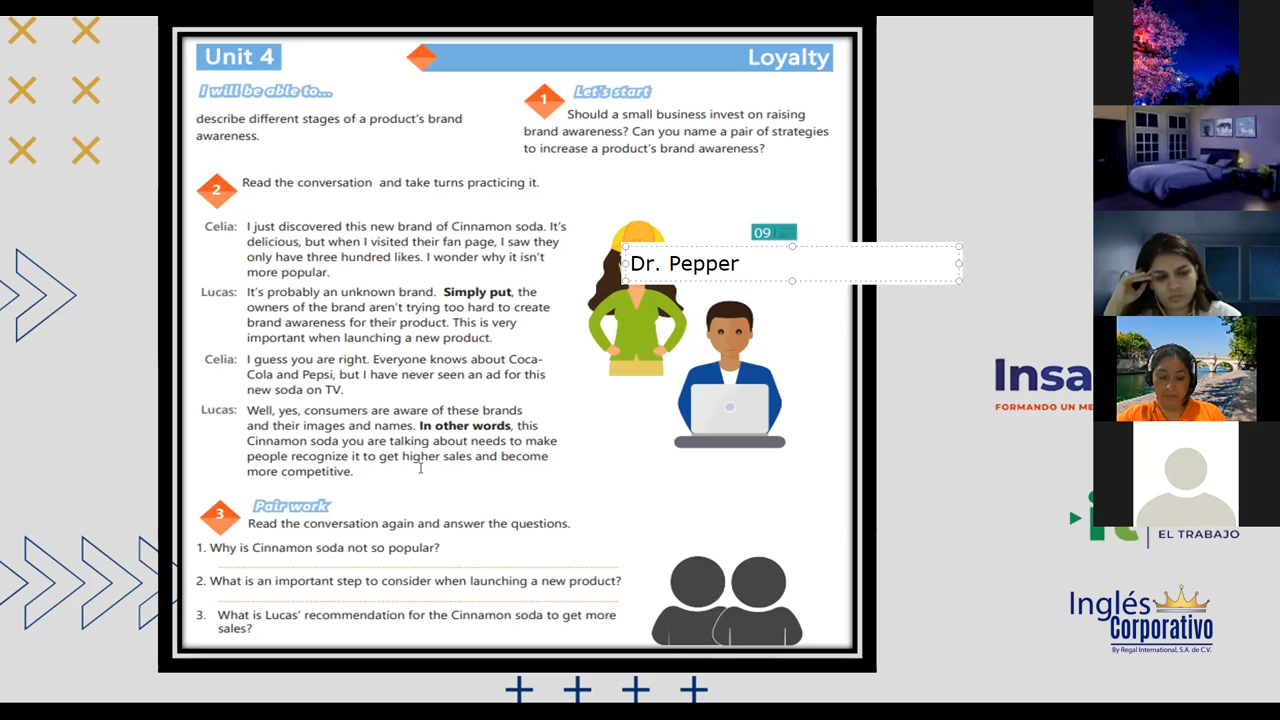 Unit 4
Loyalty
I will be able to...
describe different stages of a product's brand
awareness.
1
Let's start
Should a small business invest on raising
brand awareness? Can you name a pair of strategies
to increase a product's brand awareness?
2
Read the conversation and take turns practicing it.
Celia: I just discovered this new brand of Cinnamon soda. It's
delicious, but when I visited their fan page, I saw they
only have three hundred likes. I wonder why it isn't
more popular.
Lucas: It's probably an unknown brand. Simply put, the
owners of the brand aren't trying too hard to create
brand awareness for their product. This is very
important when launching a new product.
Celia: I guess you are right. Everyone knows about Coca-
Cola and Pepsi, but I have never seen an ad for this
new soda on TV.
Lucas: Well, yes, consumers are aware of these brands
and their images and names. In other words, this
Cinnamon soda you are talking about needs to make
people recognize it to get higher sales and become
more competitive.
09
Dr. Pepper
3
Pair work
Read the conversation again and answer the questions.
1. Why is Cinnamon soda not so popular?
2. What is an important step to consider when launching a new product?
3. What is Lucas' recommendation for the Cinnamon soda to get more
sales?
Insa
FORMANDO UN ME
EL TRABAJO
Inglés
Corporativo
By Regal International, S.A. de C.V.